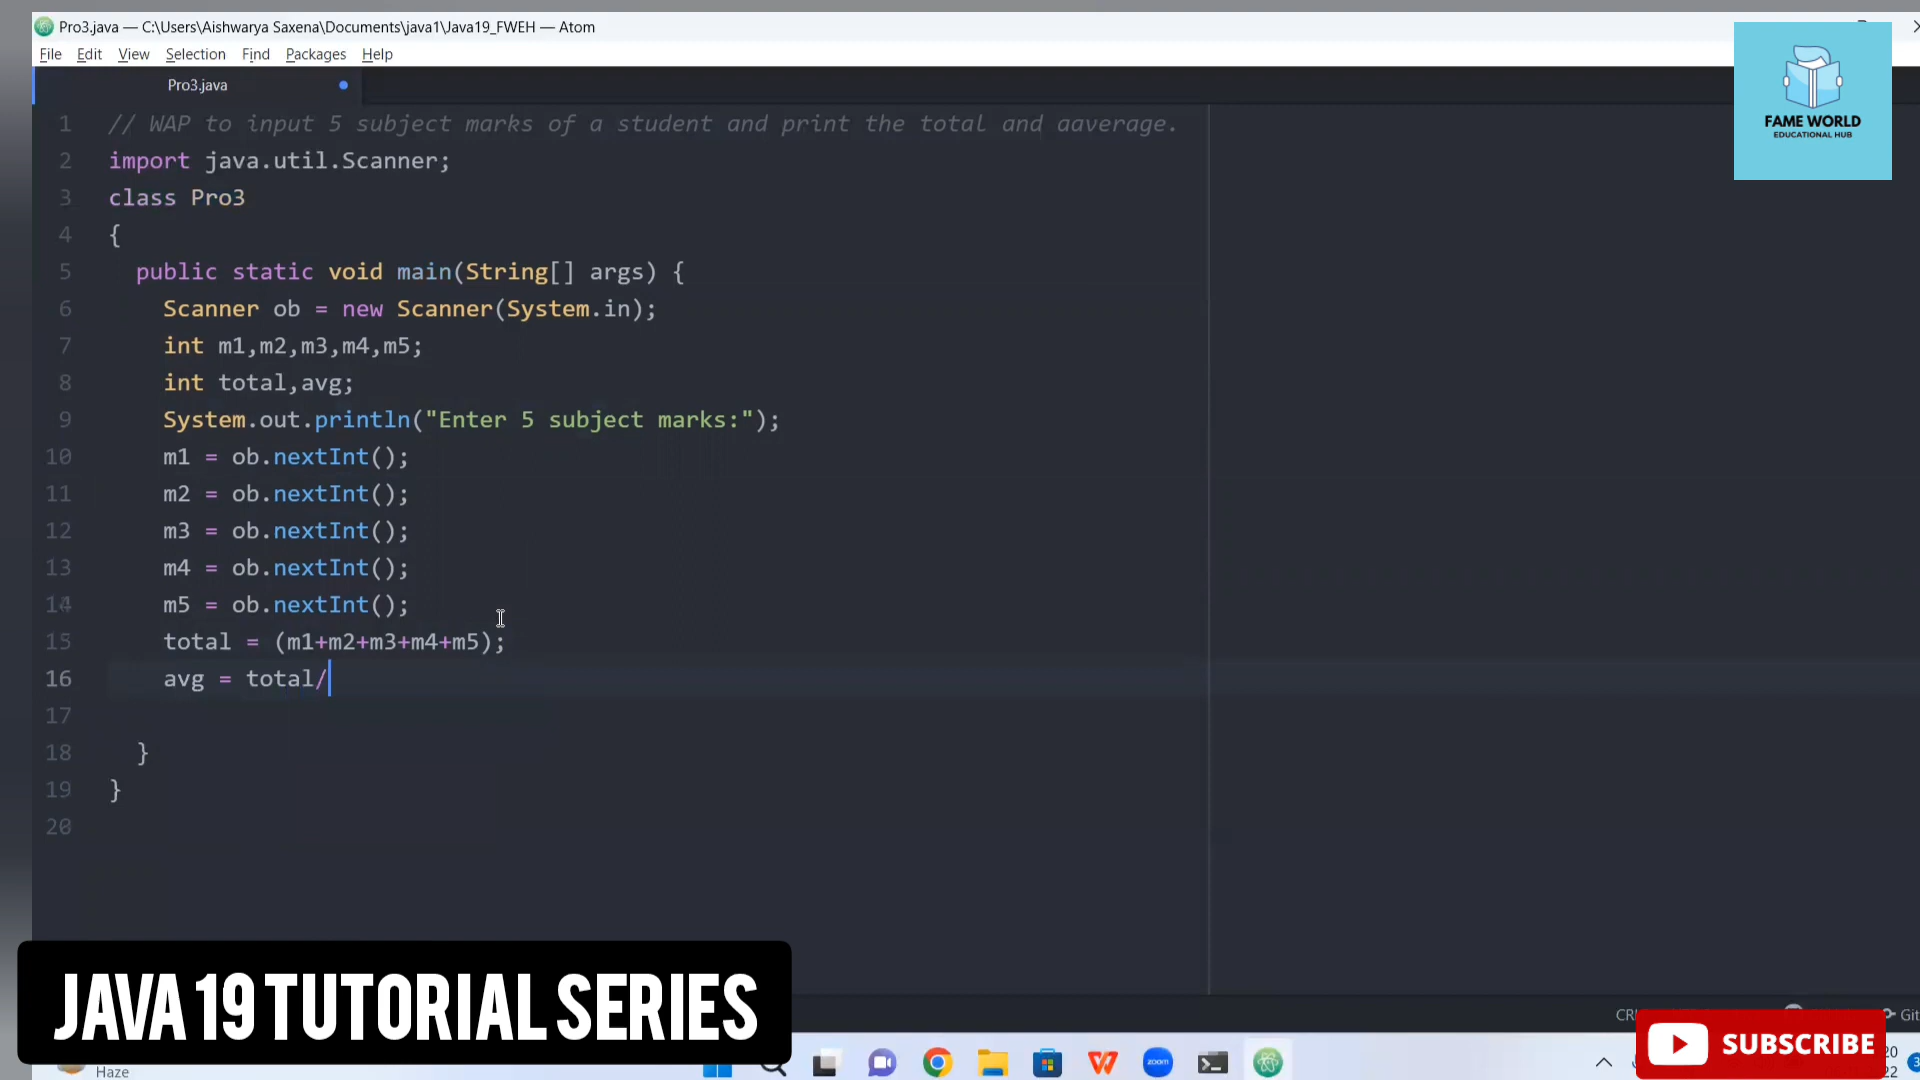 Pro3.java — C:\Users\Aishwarya Saxena\Documents\java1\Java19_FWEH — Atom
File Edit View Selection Find Packages Help
Pro3.java
FAME WORLD
EDUCATIONAL HUB
1 // WAP to input 5 subject marks of a student and print the total and aaverage.
2 import java.util.Scanner;
3 class Pro3
4 {
5 public static void main(String[] args) {
6 Scanner ob = new Scanner(System.in);
7 int m1,m2,m3,m4,m5;
8 int total,avg;
9 System.out.println("Enter 5 subject marks:");
10 m1 = ob.nextInt();
11 m2 = ob.nextInt();
12 m3 = ob.nextInt();
13 m4 = ob.nextInt();
14 m5 = ob.nextInt();
15 total = (m1+m2+m3+m4+m5);
16 avg = total/
17
18 }
19 }
20
JAVA 19 TUTORIAL SERIES
SUBSCRIBE
zoom
Haze